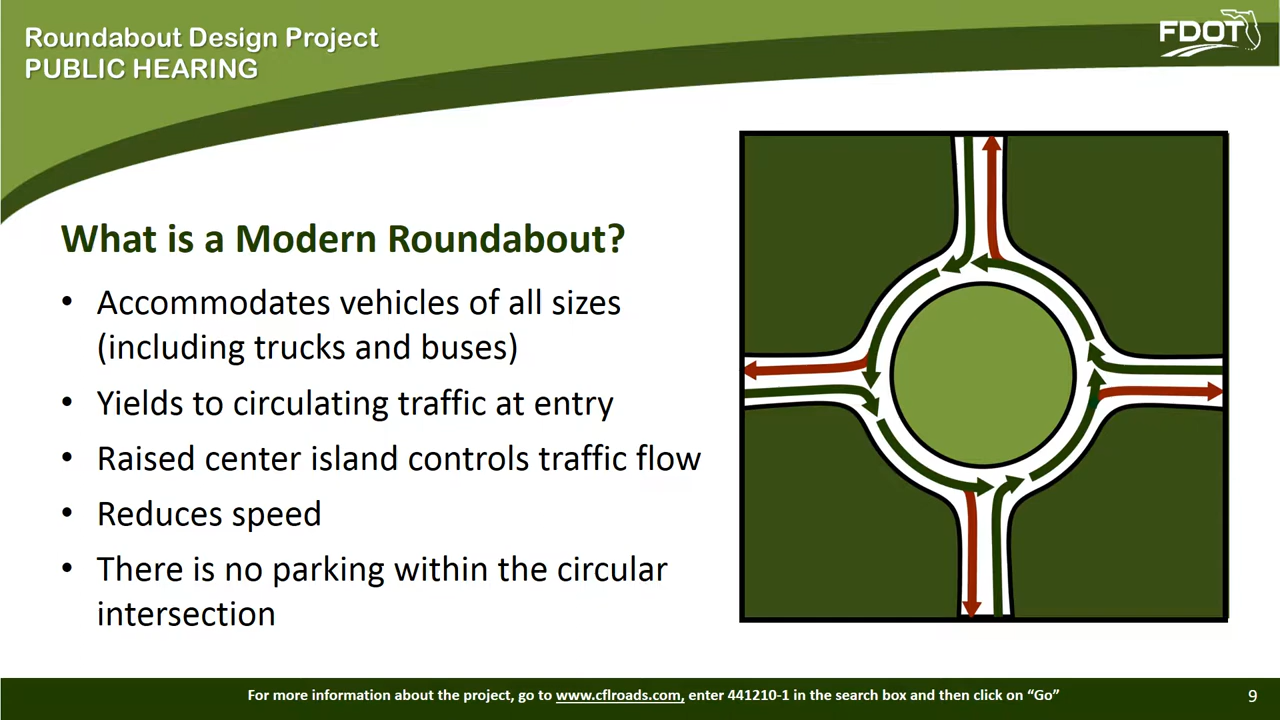 Roundabout Design Project
PUBLIC HEARING
FDOT
What is a Modern Roundabout?
• Accommodates vehicles of all sizes
(including trucks and buses)
• Yields to circulating traffic at entry
• Raised center island controls traffic flow
• Reduces speed
• There is no parking within the circular
intersection
For more information about the project, go to www.cflroads.com, enter 441210-1 in the search box and then click on “Go”
9